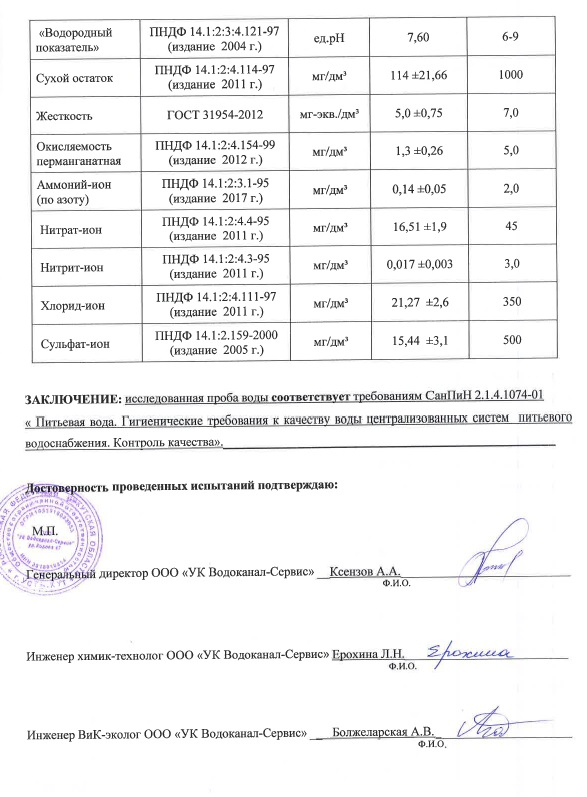 «Водородный показатель» ПНДФ 14.1:2:3:4.121-97 (издание 2004 г.) ед.pH 7,60 6-9
Сухой остаток ПНДФ 14.1:2:4.114-97 (издание 2011 г.) мг/дм³ 114 ±21,66 1000
Жесткость ГОСТ 31954-2012 мг-экв./дм³ 5,0 ±0,75 7,0
Окисляемость перманганатная ПНДФ 14.1:2:4.154-99 (издание 2012 г.) мг/дм³ 1,3 ±0,26 5,0
Аммоний-ион (по азоту) ПНДФ 14.1:2:3.1-95 (издание 2017 г.) мг/дм³ 0,14 ±0,05 2,0
Нитрат-ион ПНДФ 14.1:2:4.4-95 (издание 2011 г.) мг/дм³ 16,51 ±1,9 45
Нитрит-ион ПНДФ 14.1:2:4.3-95 (издание 2011 г.) мг/дм³ 0,017 ±0,003 3,0
Хлорид-ион ПНДФ 14.1:2:4.111-97 (издание 2011 г.) мг/дм³ 21,27 ±2,6 350
Сульфат-ион ПНДФ 14.1:2.159-2000 (издание 2005 г.) мг/дм³ 15,44 ±3,1 500
ЗАКЛЮЧЕНИЕ: исследованная проба воды соответствует требованиям СанПиН 2.1.4.1074-01
« Питьевая вода. Гигиенические требования к качеству воды централизованных систем питьевого
водоснабжения. Контроль качества».
Достоверность проведенных испытаний подтверждаю:
М.П.
"УК Водоканал-Сервис"
Генеральный директор ООО «УК Водоканал-Сервис» Ксензов А.А.
Ф.И.О.
Инженер химик-технолог ООО «УК Водоканал-Сервис» Ерохина Л.Н. Ерохина
Ф.И.О.
Инженер ВиК-эколог ООО «УК Водоканал-Сервис» Болжеларская А.В.
Ф.И.О.